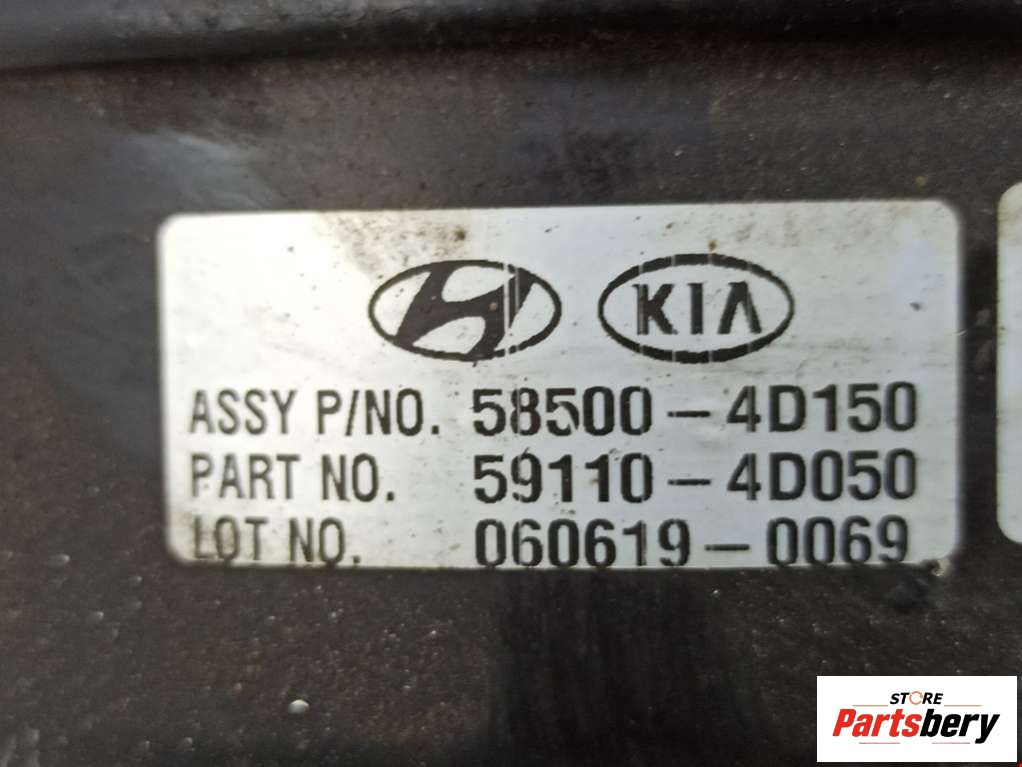 KIA
ASSY P/NO. 58500-4D150
PART NO. 59110-4D050
LOT NO. 060619-0069
STORE
Partsbery